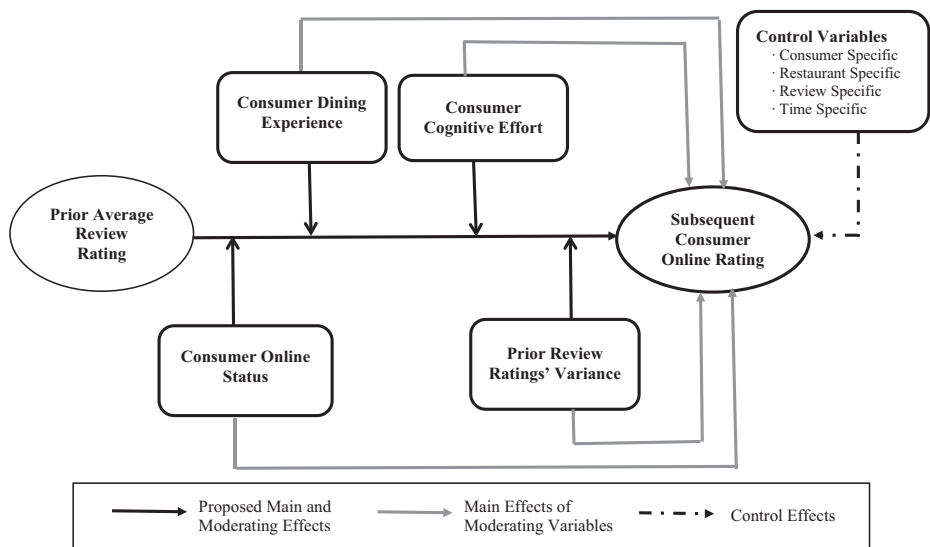 Control Variables
· Consumer Specific
· Restaurant Specific
· Review Specific
· Time Specific
Consumer Dining
Experience
Consumer
Cognitive Effort
Prior Average
Review
Rating
Subsequent
Consumer
Online Rating
Consumer Online
Status
Prior Review
Ratings’ Variance
Proposed Main and
Moderating Effects
Main Effects of
Moderating Variables
Control Effects